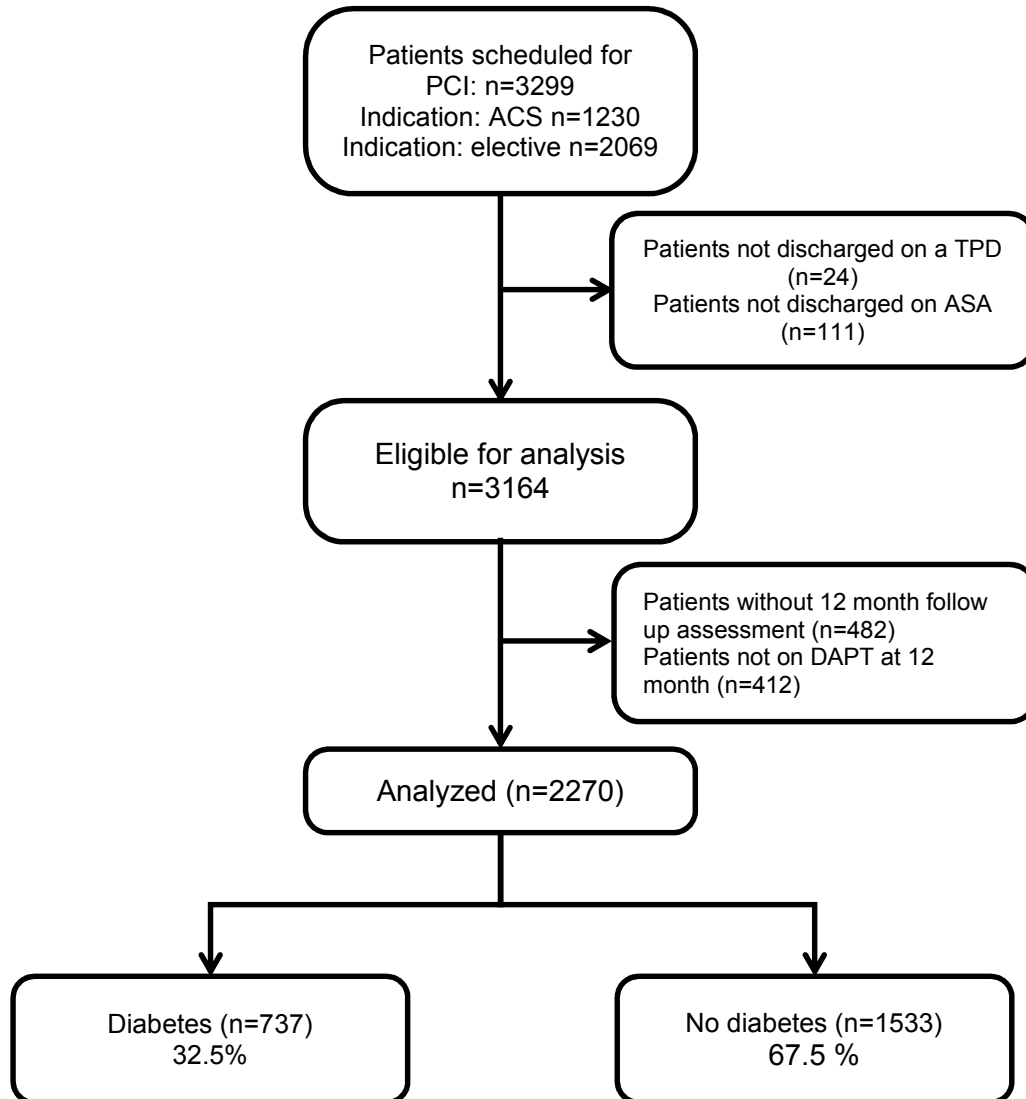 Patients scheduled for
PCI: n=3299
Indication: ACS n=1230
Indication: elective n=2069
Patients not discharged on a TPD
(n=24)
Patients not discharged on ASA
(n=111)
Eligible for analysis
n=3164
Patients without 12 month follow
up assessment (n=482)
Patients not on DAPT at 12
month (n=412)
Analyzed (n=2270)
Diabetes (n=737)
32.5%
No diabetes (n=1533)
67.5 %